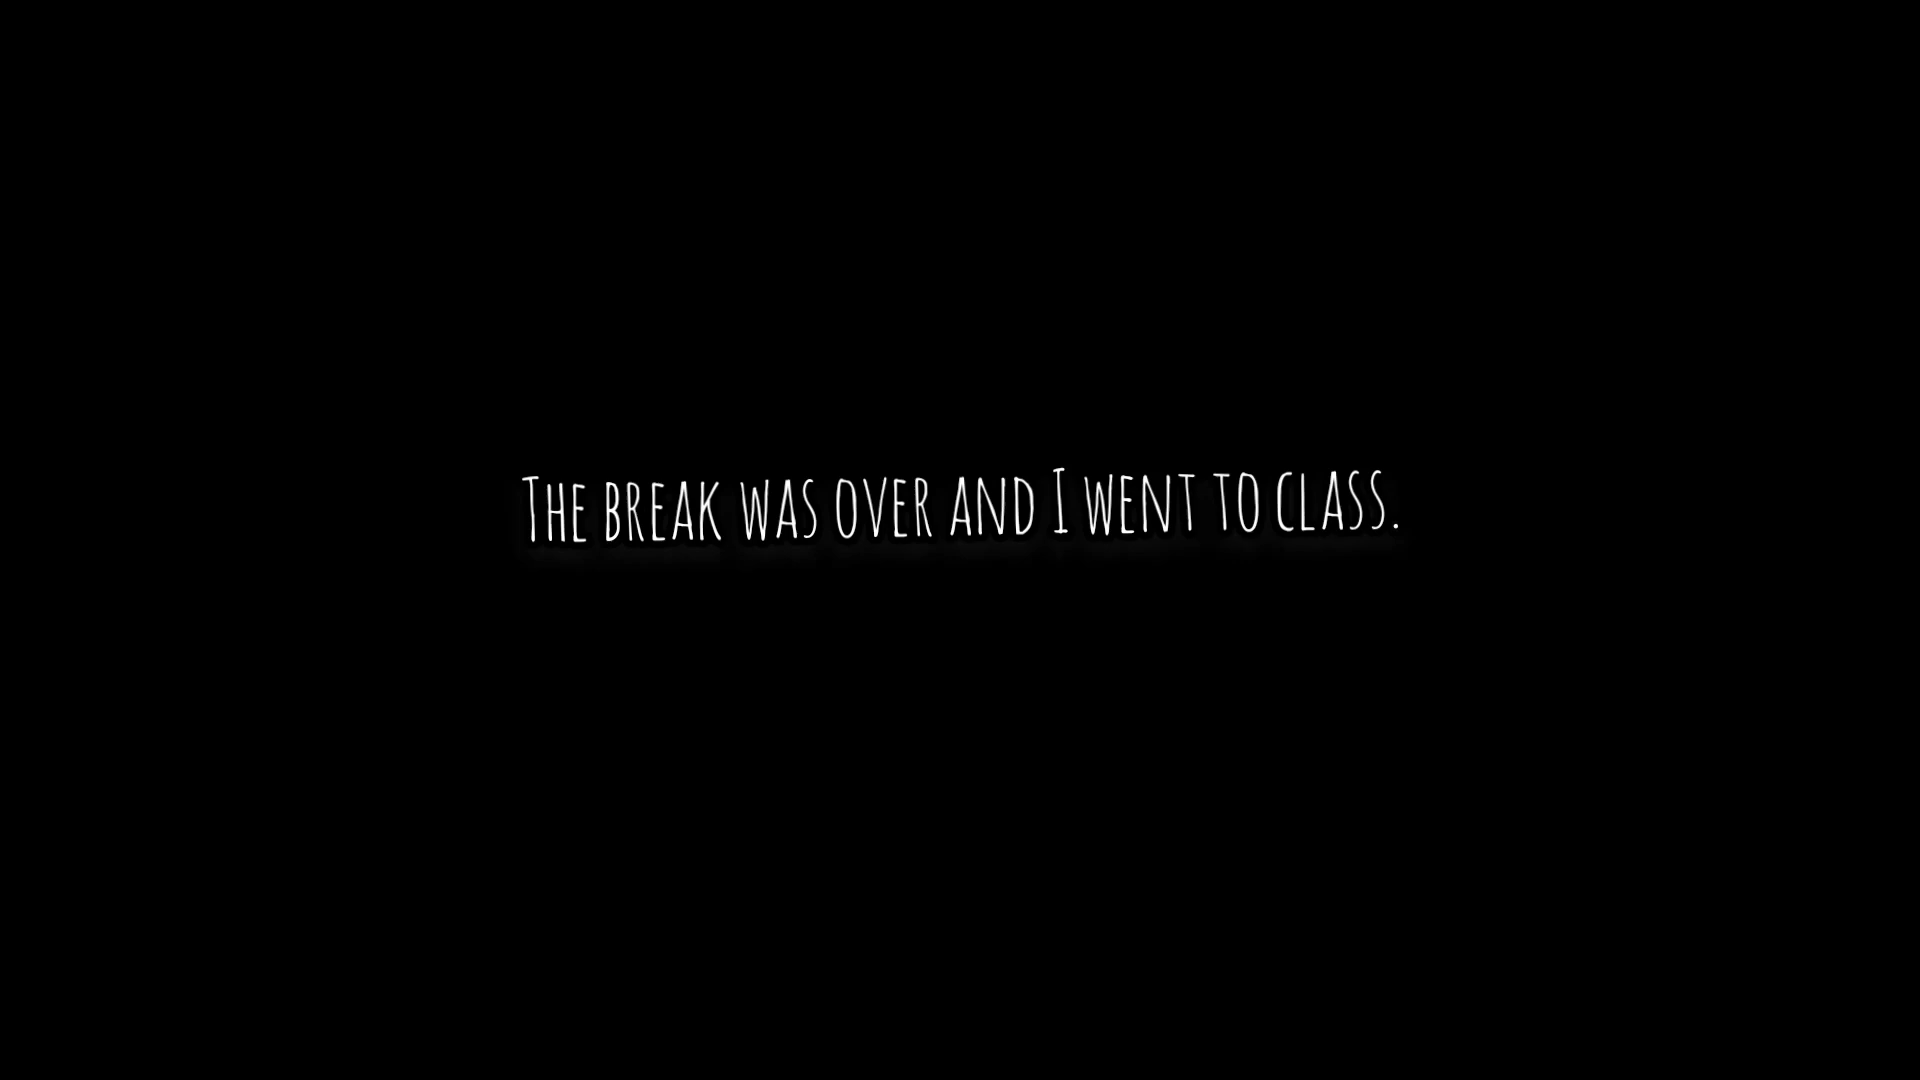 The break was over and I went to class.